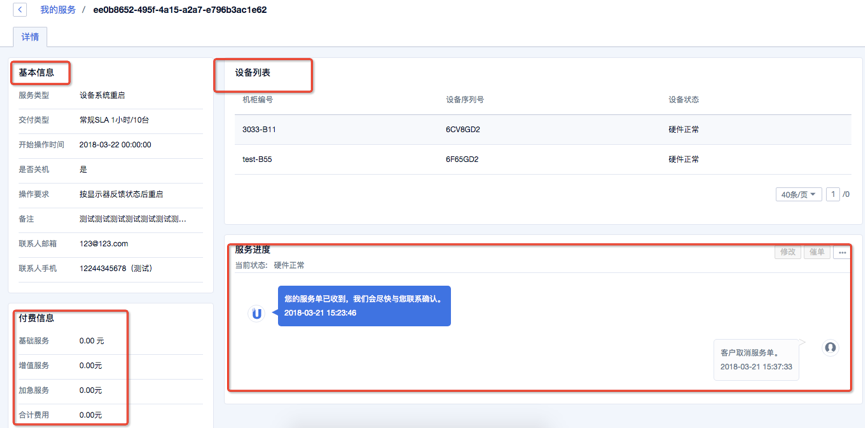 我的服务 / ee0b8652-495f-4a15-a2a7-e796b3ac1e62
详情
基本信息
服务类型 设备系统重启
交付类型 常规SLA 1小时/10台
开始操作时间 2018-03-22 00:00:00
是否关机 是
操作要求 按显示器反馈状态后重启
备注 测试测试测试测试测试测试测...
联系人邮箱 123@123.com
联系人手机 12244345678（测试）
付费信息
基础服务 0.00 元
增值服务 0.00元
加急服务 0.00元
合计费用 0.00元
设备列表
机柜编号 设备序列号 设备状态
3033-B11 6CV8GD2 硬件正常
test-B55 6F65GD2 硬件正常
40条/页 1 /0
服务进度
修改 催单 ...
当前状态: 硬件正常
您的服务单已收到，我们会尽快与您联系确认。
2018-03-21 15:23:46
客户取消服务单。
2018-03-21 15:37:33